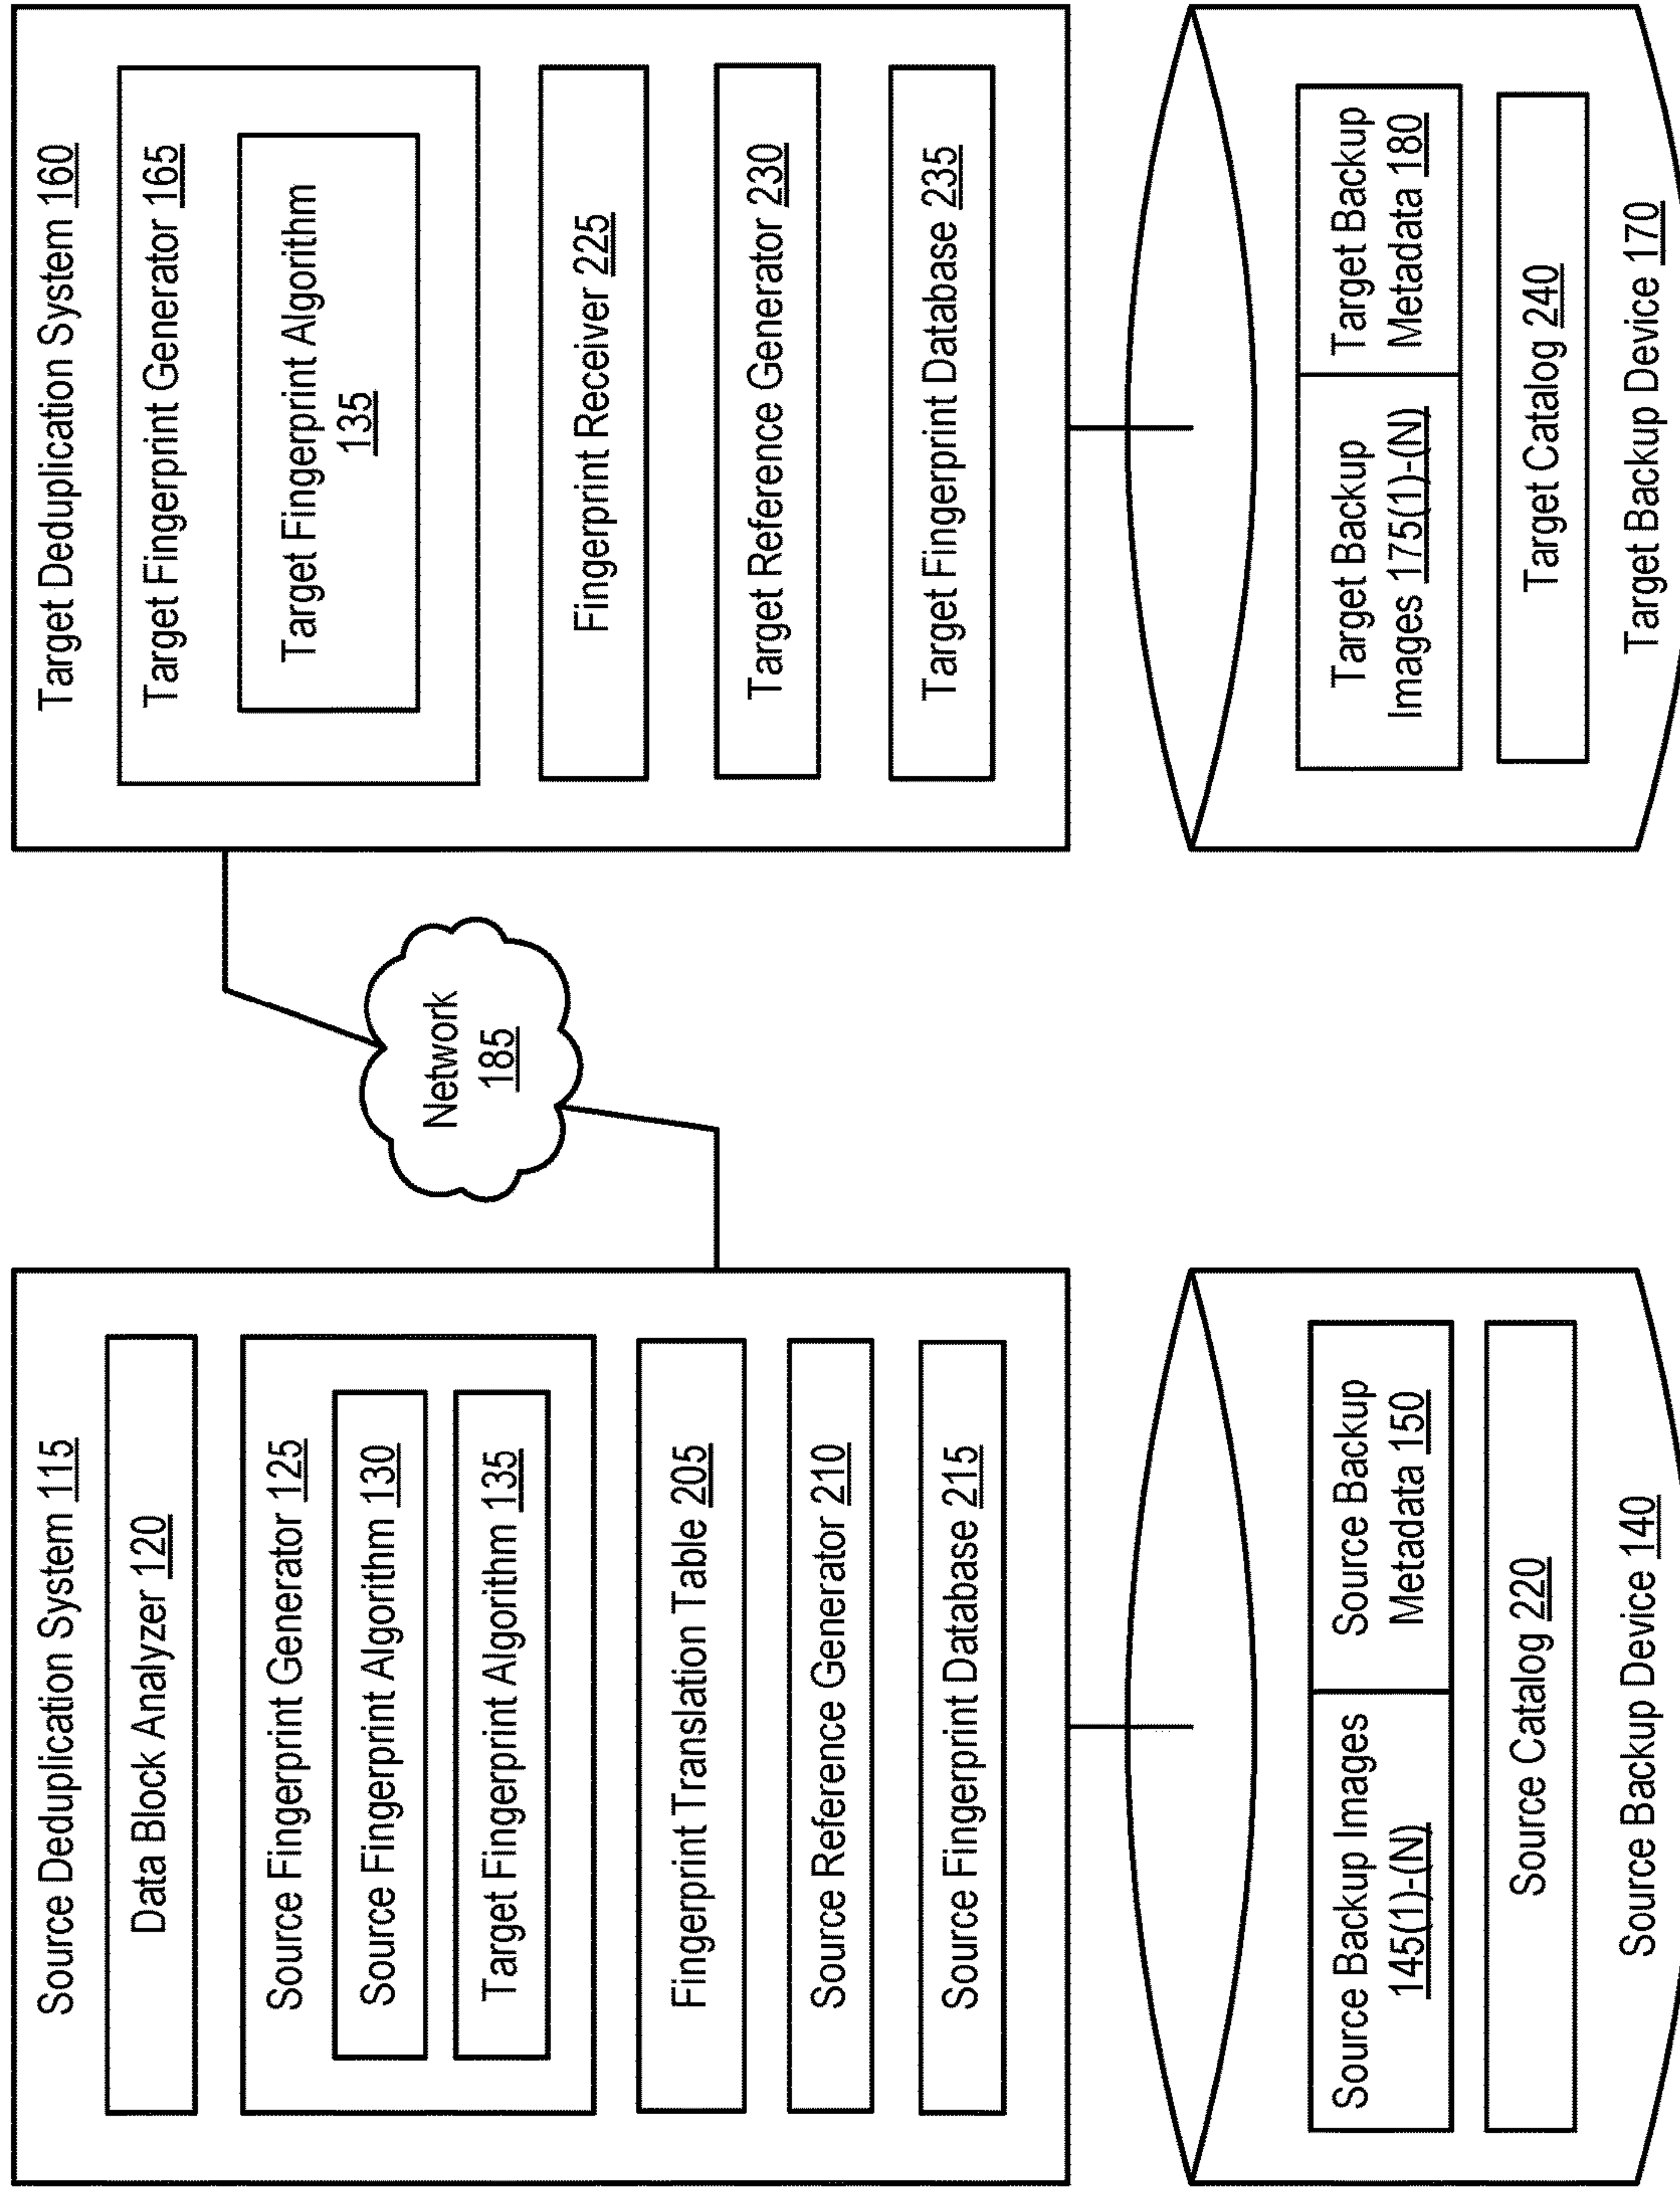 Source Deduplication System 115
Data Block Analyzer 120
Source Fingerprint Generator 125
Source Fingerprint Algorithm 130
Target Fingerprint Algorithm 135
Fingerprint Translation Table 205
Source Reference Generator 210
Source Fingerprint Database 215
Source Backup Images
145(1)-(N)
Source Backup
Metadata 150
Source Catalog 220
Source Backup Device 140
Network
185
Target Deduplication System 160
Target Fingerprint Generator 165
Target Fingerprint Algorithm
135
Fingerprint Receiver 225
Target Reference Generator 230
Target Fingerprint Database 235
Target Backup
Images 175(1)-(N)
Target Backup
Metadata 180
Target Catalog 240
Target Backup Device 170